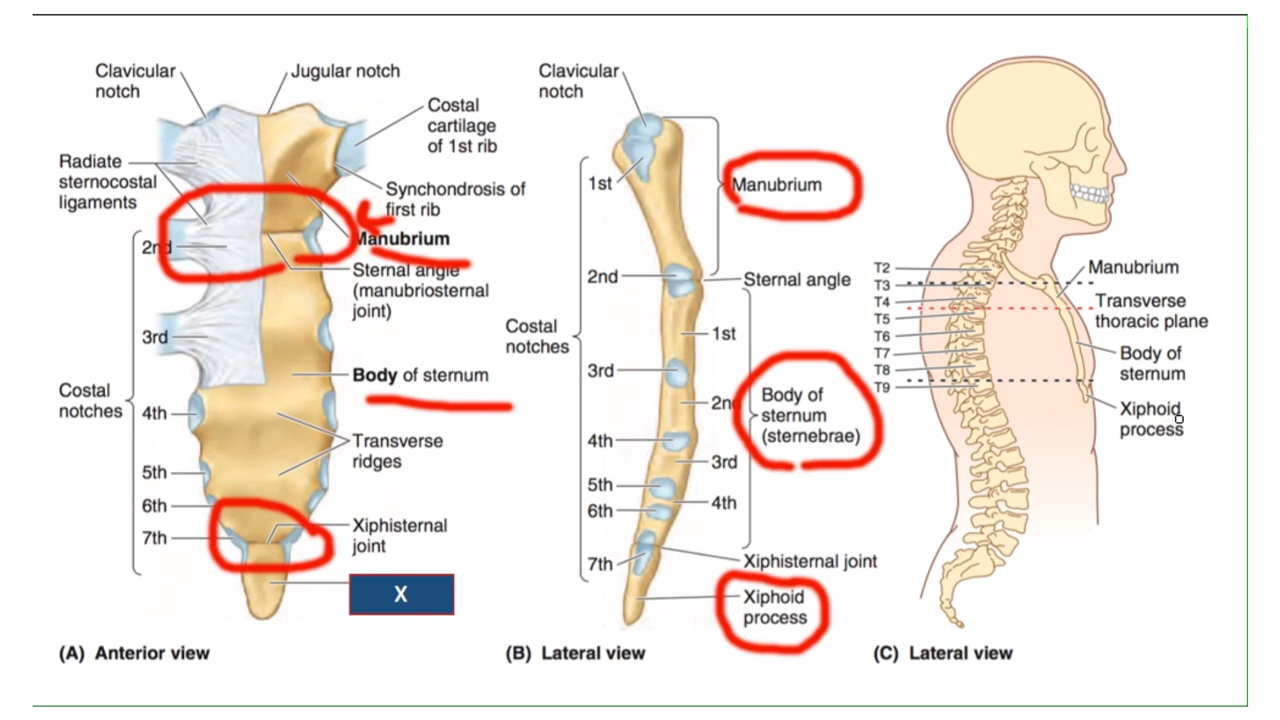 Clavicular
notch
Jugular notch
Costal
cartilage
of 1st rib
Radiate
sternocostal
ligaments
Synchondrosis of
first rib
Manubrium
2nd
Sternal angle
(manubriosternal
joint)
3rd
Body of sternum
Costal
notches
4th
Transverse
ridges
5th
6th
7th
Xiphisternal
joint
X
(A) Anterior view
Clavicular
notch
1st
Manubrium
2nd
Sternal angle
Costal
notches
1st
3rd
2nd
Body of
sternum
(sternebrae)
4th
3rd
5th
4th
6th
7th
Xiphisternal joint
Xiphoid
process
(B) Lateral view
T2
T3
T4
T5
T6
T7
T8
T9
Manubrium
Transverse
thoracic plane
Body of
sternum
Xiphoid
process
(C) Lateral view